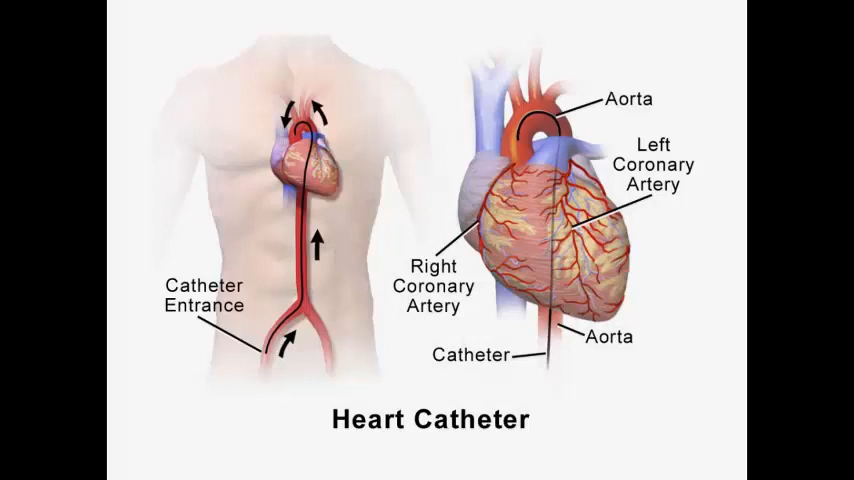 Aorta
Left
Coronary
Artery
Right
Coronary
Artery
Catheter
Entrance
Aorta
Catheter
Heart Catheter